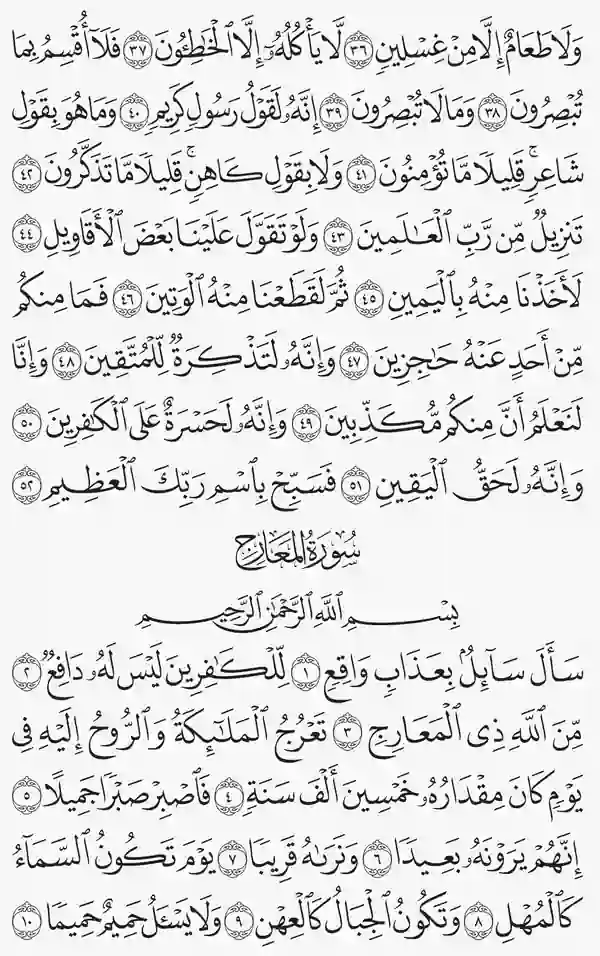 وَلَا طَعَامٌ إِلَّا مِنْ غِسْلِينٍ ٣٦ لَّا يَأْكُلُهُۥٓ إِلَّا ٱلْخَـٰطِـُٔونَ ٣٧ فَلَآ أُقْسِمُ بِمَا
تُبْصِرُونَ ٣٨ وَمَا لَا تُبْصِرُونَ ٣٩ إِنَّهُۥ لَقَوْلُ رَسُولٍ كَرِيمٍ ٤٠ وَمَا هُوَ بِقَوْلِ
شَاعِرٍ ۚ قَلِيلًا مَّا تُؤْمِنُونَ ٤١ وَلَا بِقَوْلِ كَاهِنٍ ۚ قَلِيلًا مَّا تَذَكَّرُونَ ٤٢
تَنزِيلٌ مِّن رَّبِّ ٱلْعَـٰلَمِينَ ٤٣ وَلَوْ تَقَوَّلَ عَلَيْنَا بَعْضَ ٱلْأَقَاوِيلِ ٤٤
لَأَخَذْنَا مِنْهُ بِٱلْيَمِينِ ٤٥ ثُمَّ لَقَطَعْنَا مِنْهُ ٱلْوَتِينَ ٤٦ فَمَا مِنكُم
مِّنْ أَحَدٍ عَنْهُ حَـٰجِزِينَ ٤٧ وَإِنَّهُۥ لَتَذْكِرَةٌ لِّلْمُتَّقِينَ ٤٨ وَإِنَّا
لَنَعْلَمُ أَنَّ مِنكُم مُّكَذِّبِينَ ٤٩ وَإِنَّهُۥ لَحَسْرَةٌ عَلَى ٱلْكَـٰفِرِينَ ٥٠
وَإِنَّهُۥ لَحَقُّ ٱلْيَقِينِ ٥١ فَسَبِّحْ بِٱسْمِ رَبِّكَ ٱلْعَظِيمِ ٥٢
سُورَةُ المَعَارِجِ
بِسْمِ ٱللَّهِ ٱلرَّحْمَـٰنِ ٱلرَّحِيمِ
سَأَلَ سَآئِلٌۢ بِعَذَابٍ وَاقِعٍ ١ لِّلْكَـٰفِرِينَ لَيْسَ لَهُۥ دَافِعٌ ٢
مِّنَ ٱللَّهِ ذِى ٱلْمَعَارِجِ ٣ تَعْرُجُ ٱلْمَلَـٰٓئِكَةُ وَٱلرُّوحُ إِلَيْهِ فِى
يَوْمٍ كَانَ مِقْدَارُهُۥ خَمْسِينَ أَلْفَ سَنَةٍ ٤ فَٱصْبِرْ صَبْرًا جَمِيلًا ٥
إِنَّهُمْ يَرَوْنَهُۥ بَعِيدًا ٦ وَنَرَىٰهُ قَرِيبًا ٧ يَوْمَ تَكُونُ ٱلسَّمَآءُ
كَٱلْمُهْلِ ٨ وَتَكُونُ ٱلْجِبَالُ كَٱلْعِهْنِ ٩ وَلَا يَسْـَٔلُ حَمِيمٌ حَمِيمًا ١٠